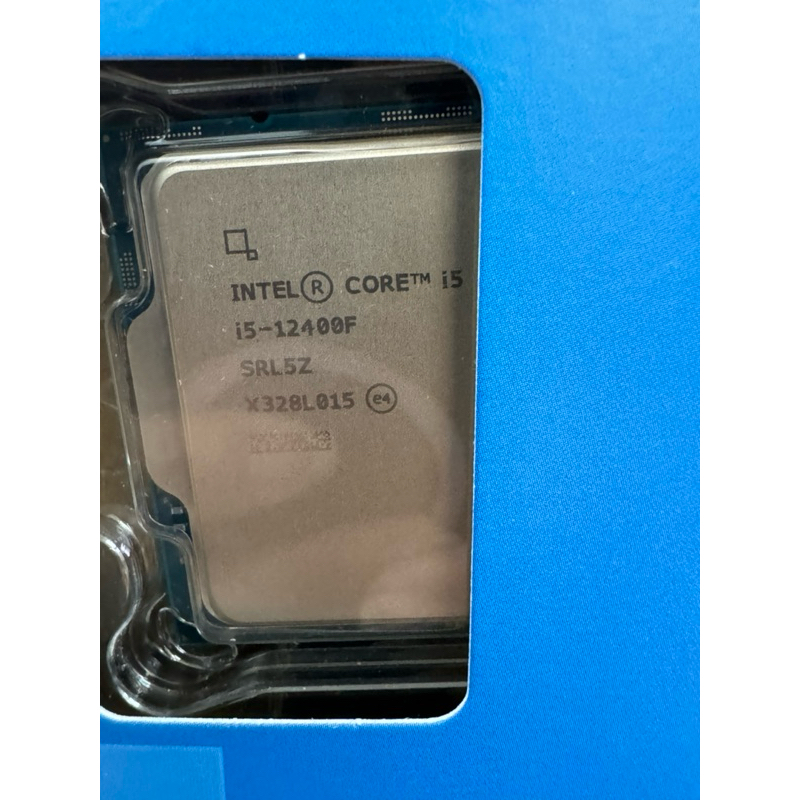 INTEL® CORE™ i5
i5-12400F
SRL5Z
X328L015 e4